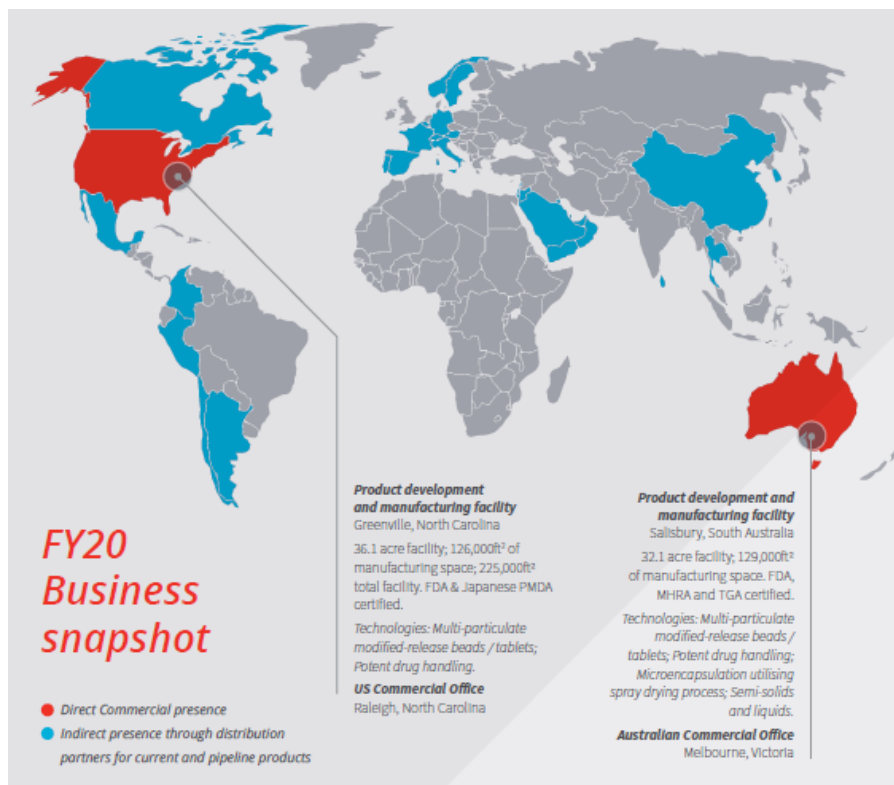 FY20
Business
snapshot
Direct Commercial presence
Indirect presence through distribution
partners for current and pipeline products
Product development
and manufacturing facility
Greenville, North Carolina
36.1 acre facility; 126,000ft² of
manufacturing space; 225,000ft²
total facility. FDA & Japanese PMDA
certified.
Technologies: Multi-particulate
modified-release beads / tablets;
Potent drug handling.
US Commercial Office
Raleigh, North Carolina
Product development and
manufacturing facility
Salisbury, South Australia
32.1 acre facility; 129,000ft²
of manufacturing space. FDA,
MHRA and TGA certified.
Technologies: Multi-particulate
modified-release beads /
tablets; Potent drug handling;
Microencapsulation utilising
spray drying process; Semi-solids
and liquids.
Australian Commercial Office
Melbourne, Victoria